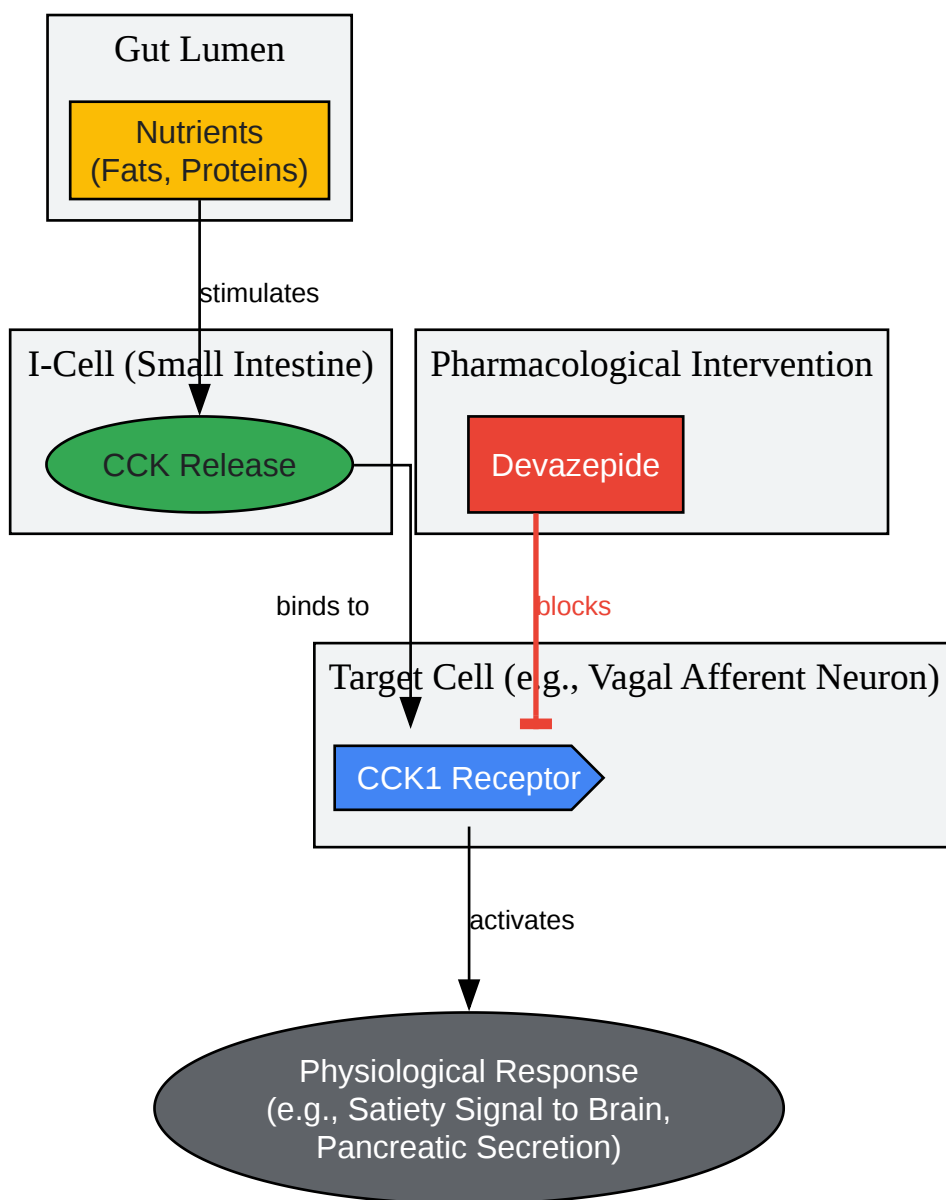 Gut Lumen
Nutrients
(Fats, Proteins)
stimulates
I-Cell (Small Intestine)
CCK Release
Pharmacological Intervention
Devazepide
binds to
blocks
Target Cell (e.g., Vagal Afferent Neuron)
CCK1 Receptor
activates
Physiological Response
(e.g., Satiety Signal to Brain,
Pancreatic Secretion)